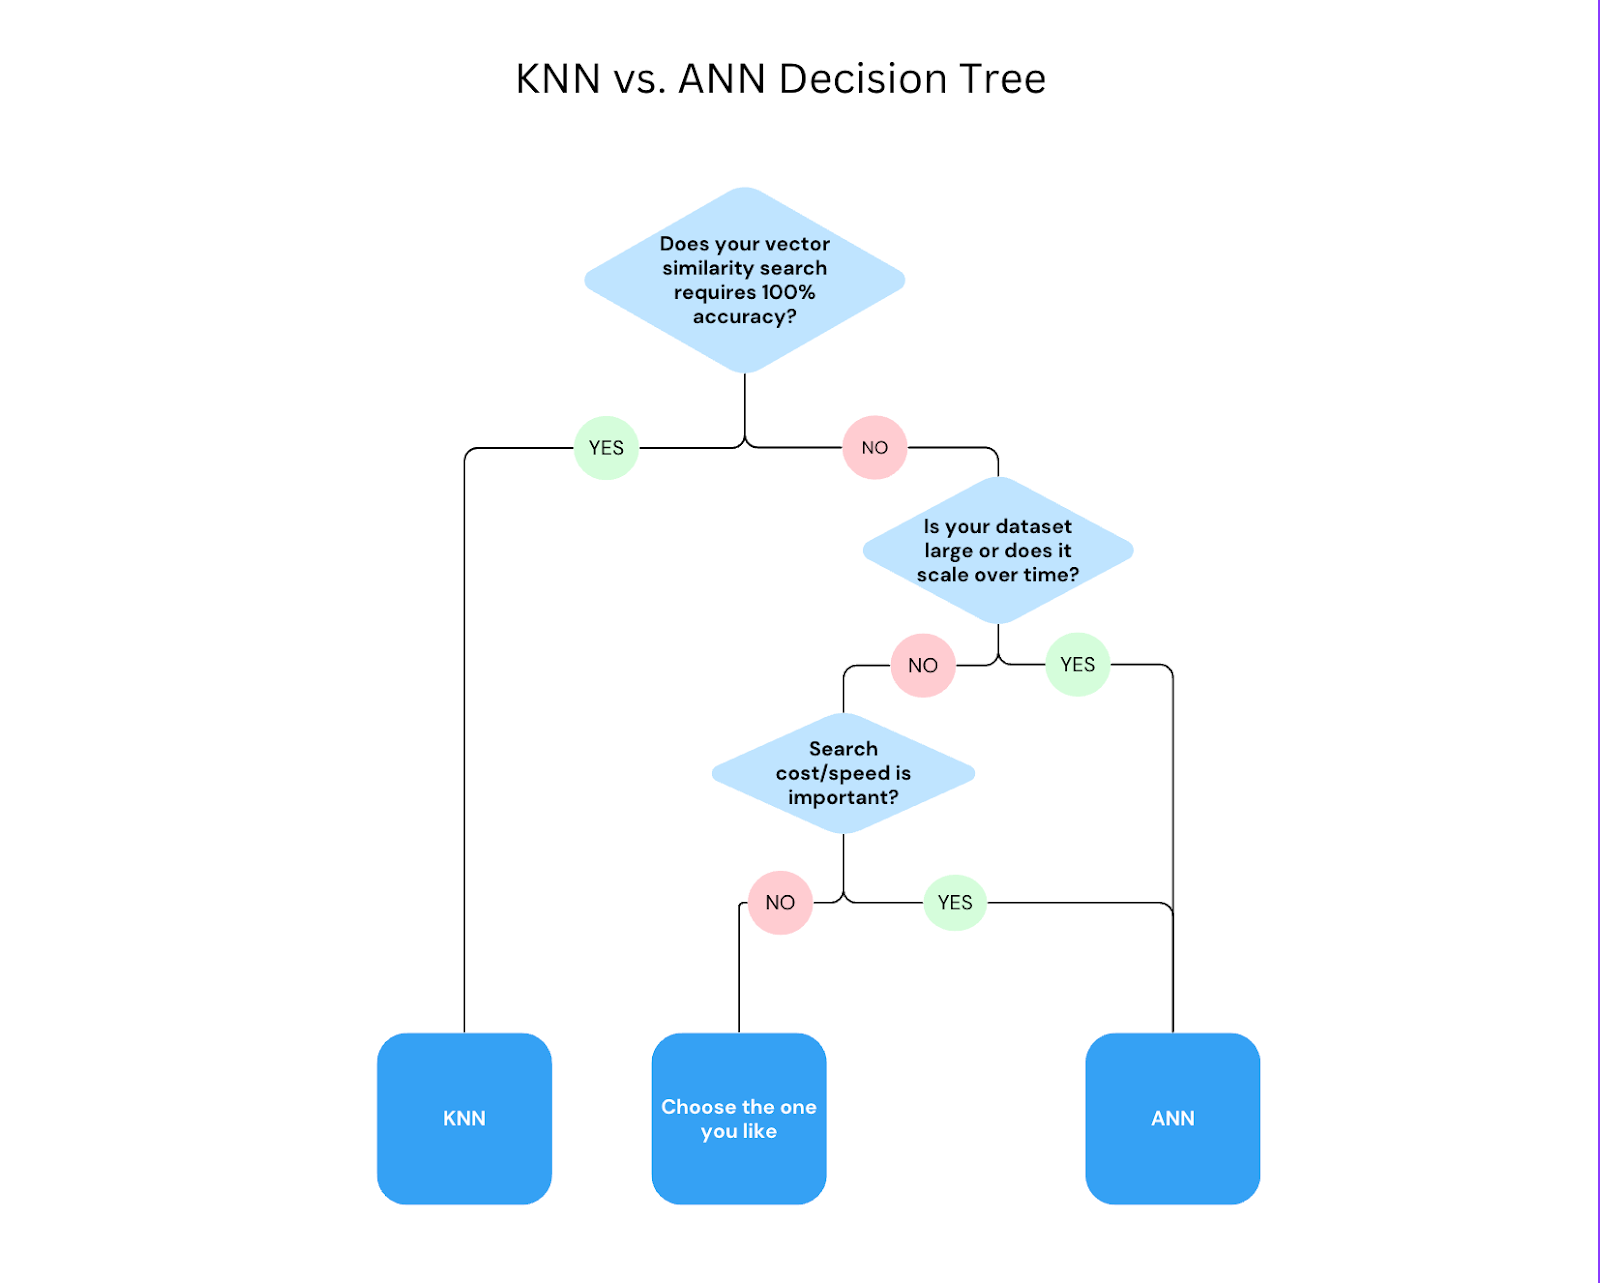 KNN vs. ANN Decision Tree
Does your vector
similarity search
requires 100%
accuracy?
YES
NO
Is your dataset
large or does it
scale over time?
NO
YES
Search
cost/speed is
important?
NO
YES
KNN
Choose the one
you like
ANN